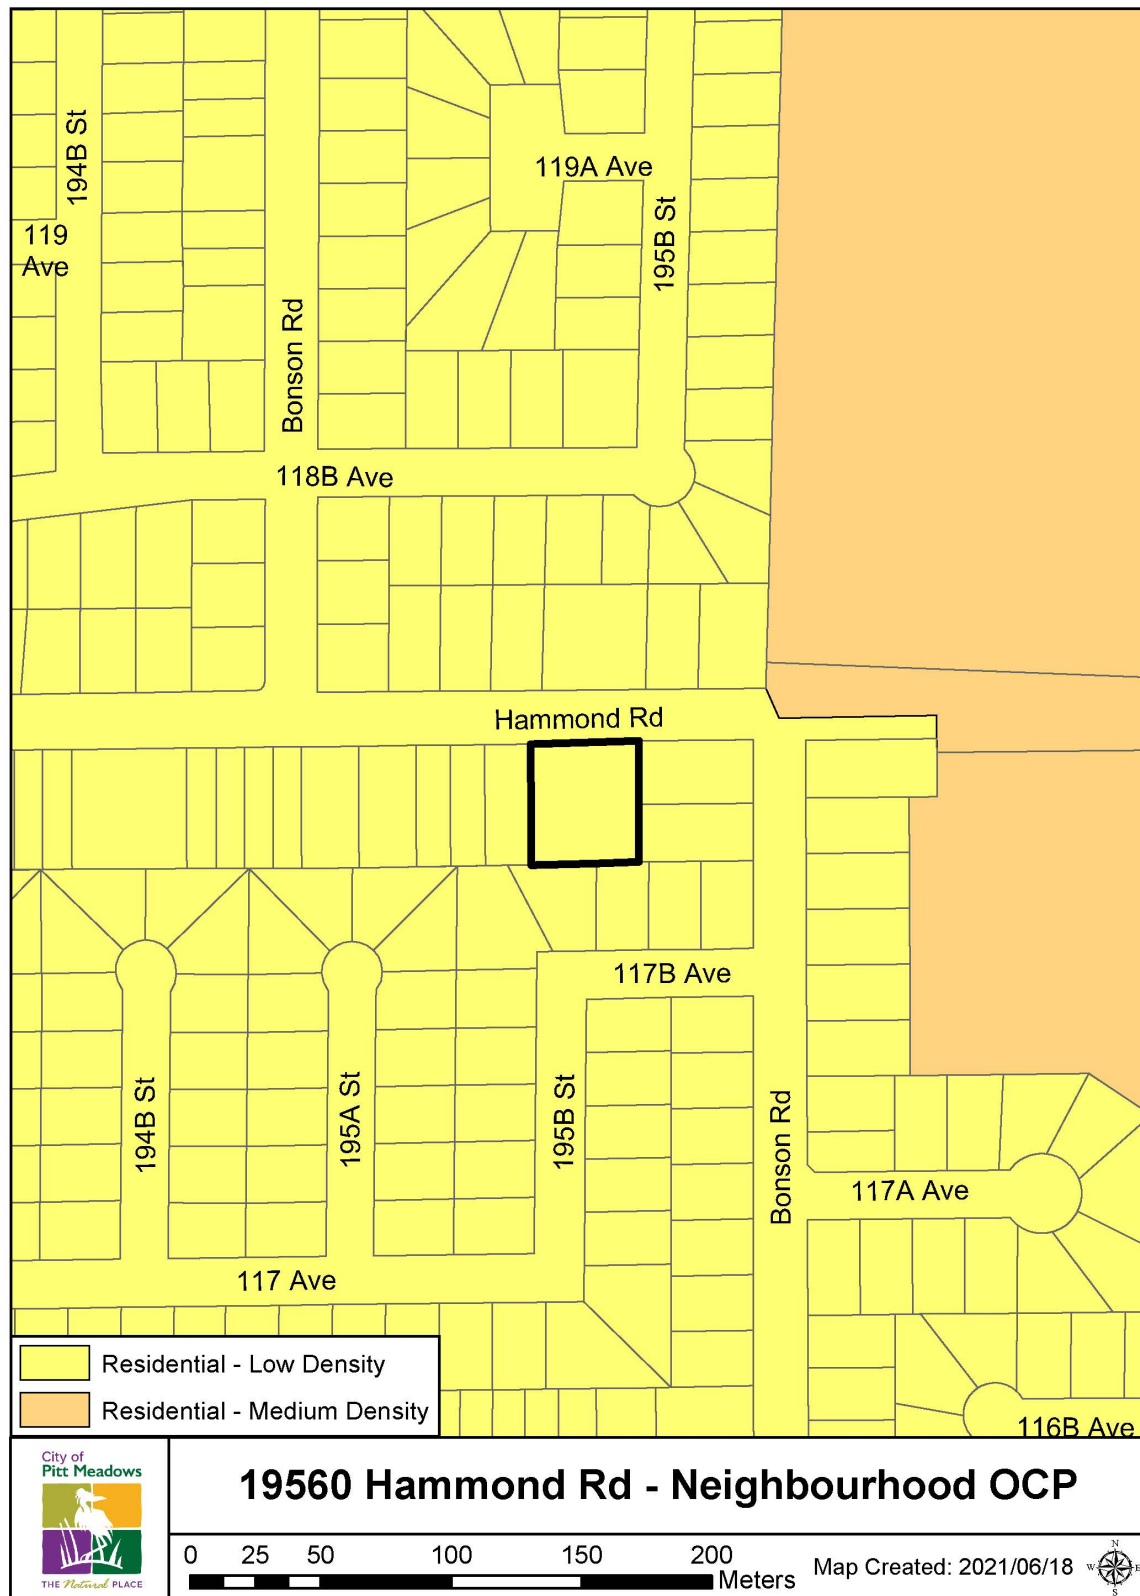 194B St
119A Ave
119
Ave
195B St
Bonson Rd
118B Ave
Hammond Rd
117B Ave
194B St
195A St
195B St
Bonson Rd
117A Ave
117 Ave
Residential - Low Density
Residential - Medium Density
116B Ave
City of
Pitt Meadows
THE Natural PLACE
19560 Hammond Rd - Neighbourhood OCP
0 25 50 100 150 200
Meters
Map Created: 2021/06/18
N
W E
S